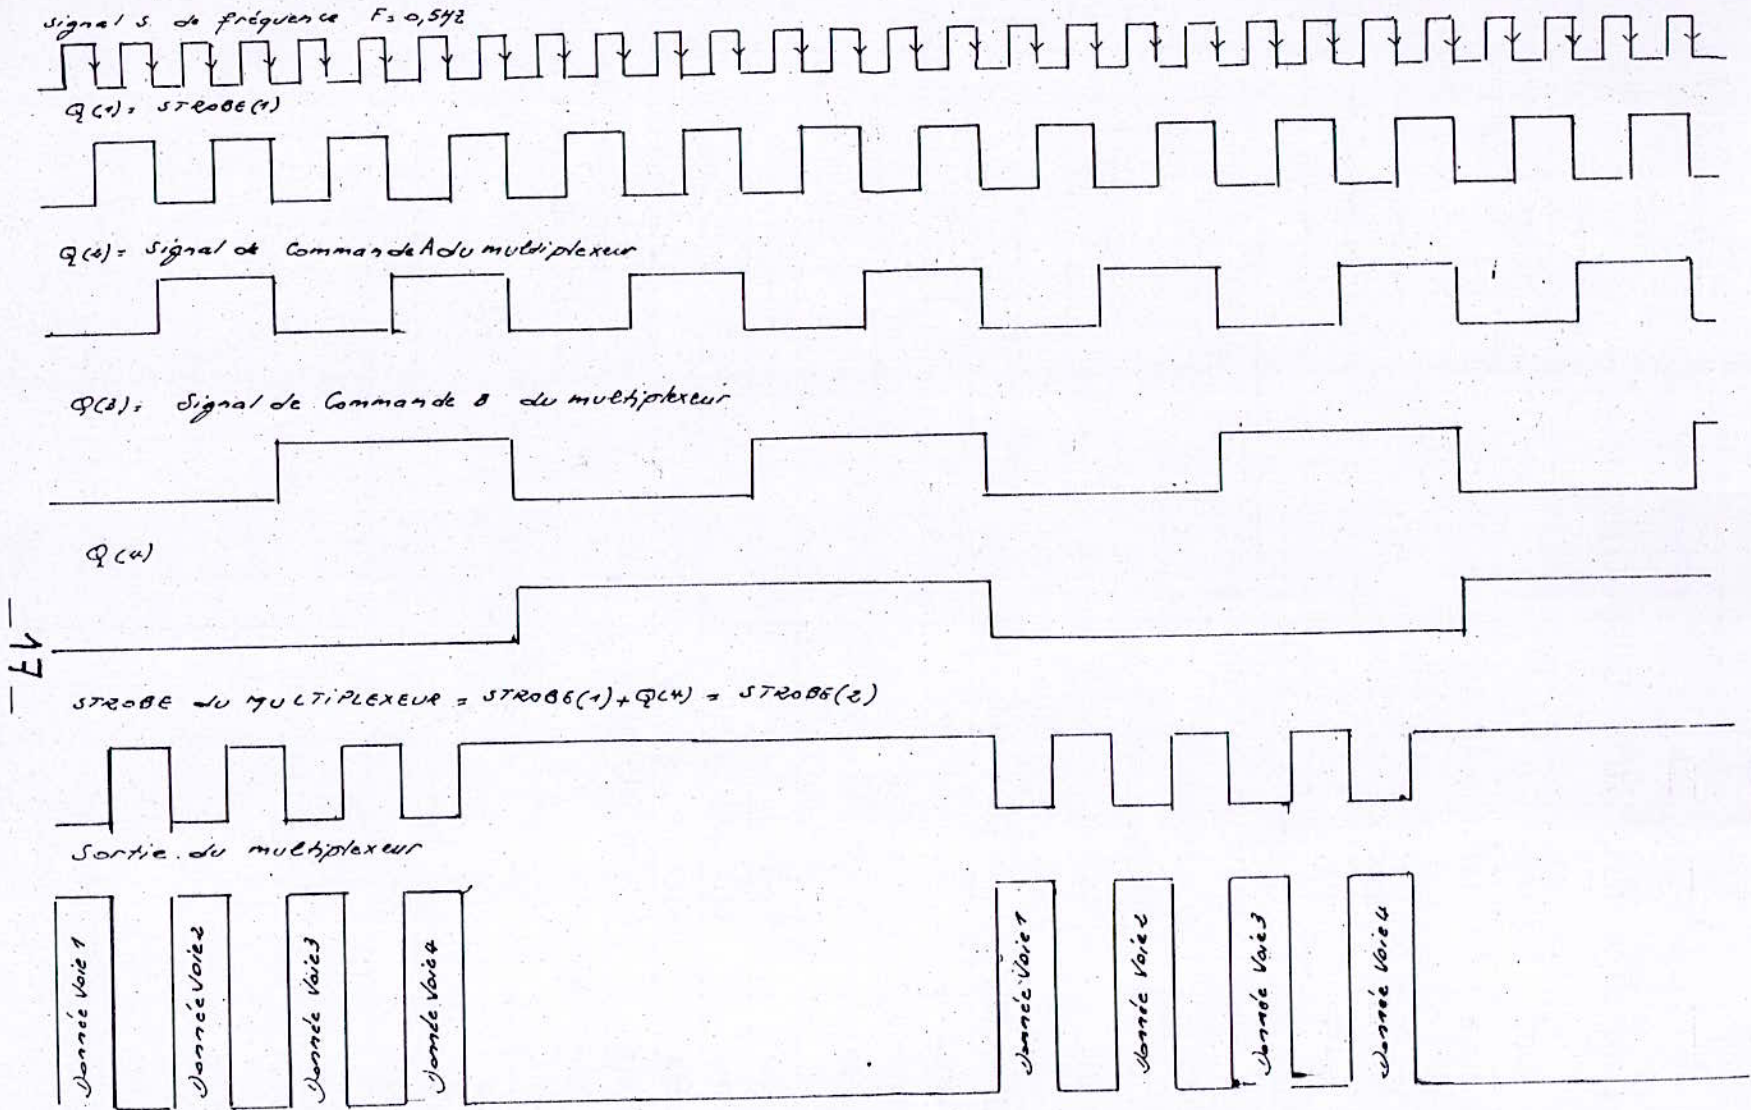 signal S. de fréquence F= 0,5Hz
Q(1)= STROBE(1)
Q(2)= Signal de Commande A du multiplexeur
Q(3)= Signal de Commande B du multiplexeur
Q(4)
STROBE du MULTiPLEXEUR = STROBE(1)+Q(4) = STROBE(2)
Sortie du multiplexeur
Donnée Voie 1
Donnée Voie 2
Donnée Voie 3
Donnée Voie 4
Donnée Voie 1
Donnée Voie 2
Donnée Voie 3
Donnée Voie 4